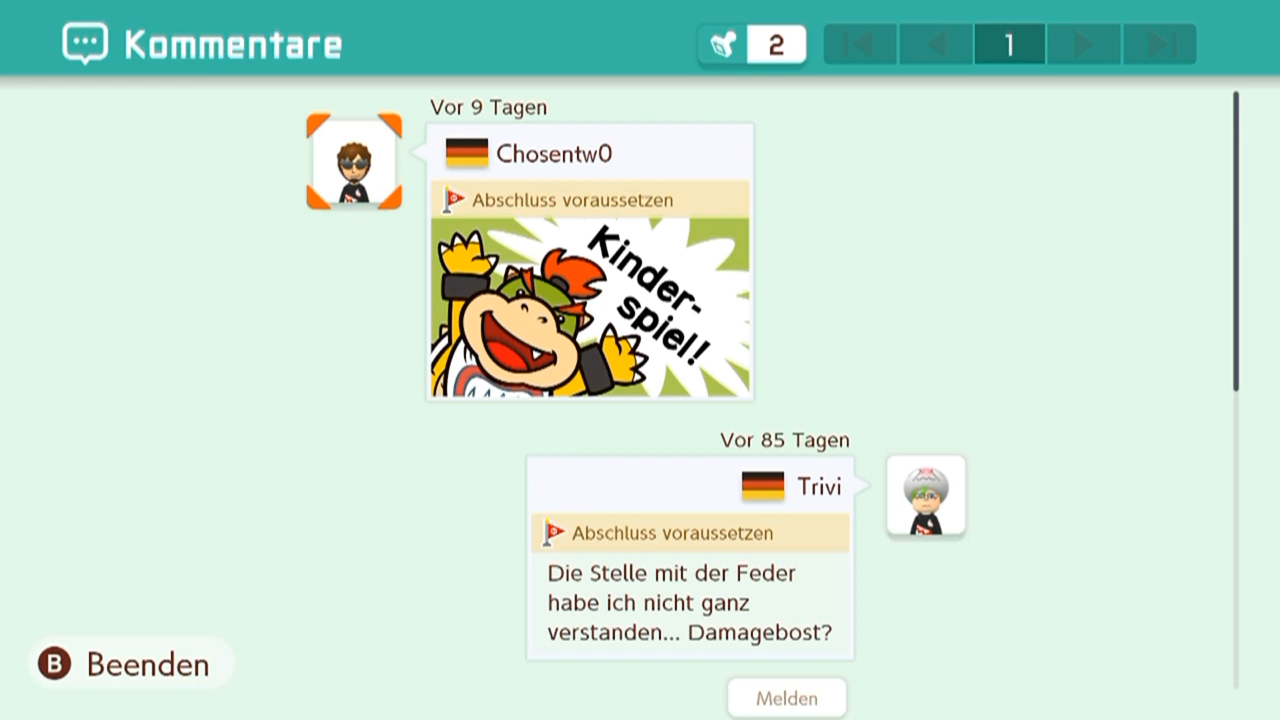 Kommentare
2
1
Vor 9 Tagen
Chosentw0
Abschluss voraussetzen
Kinder-
spiel!
Vor 85 Tagen
Trivi
Abschluss voraussetzen
Die Stelle mit der Feder
habe ich nicht ganz
verstanden... Damagebost?
B Beenden
Melden